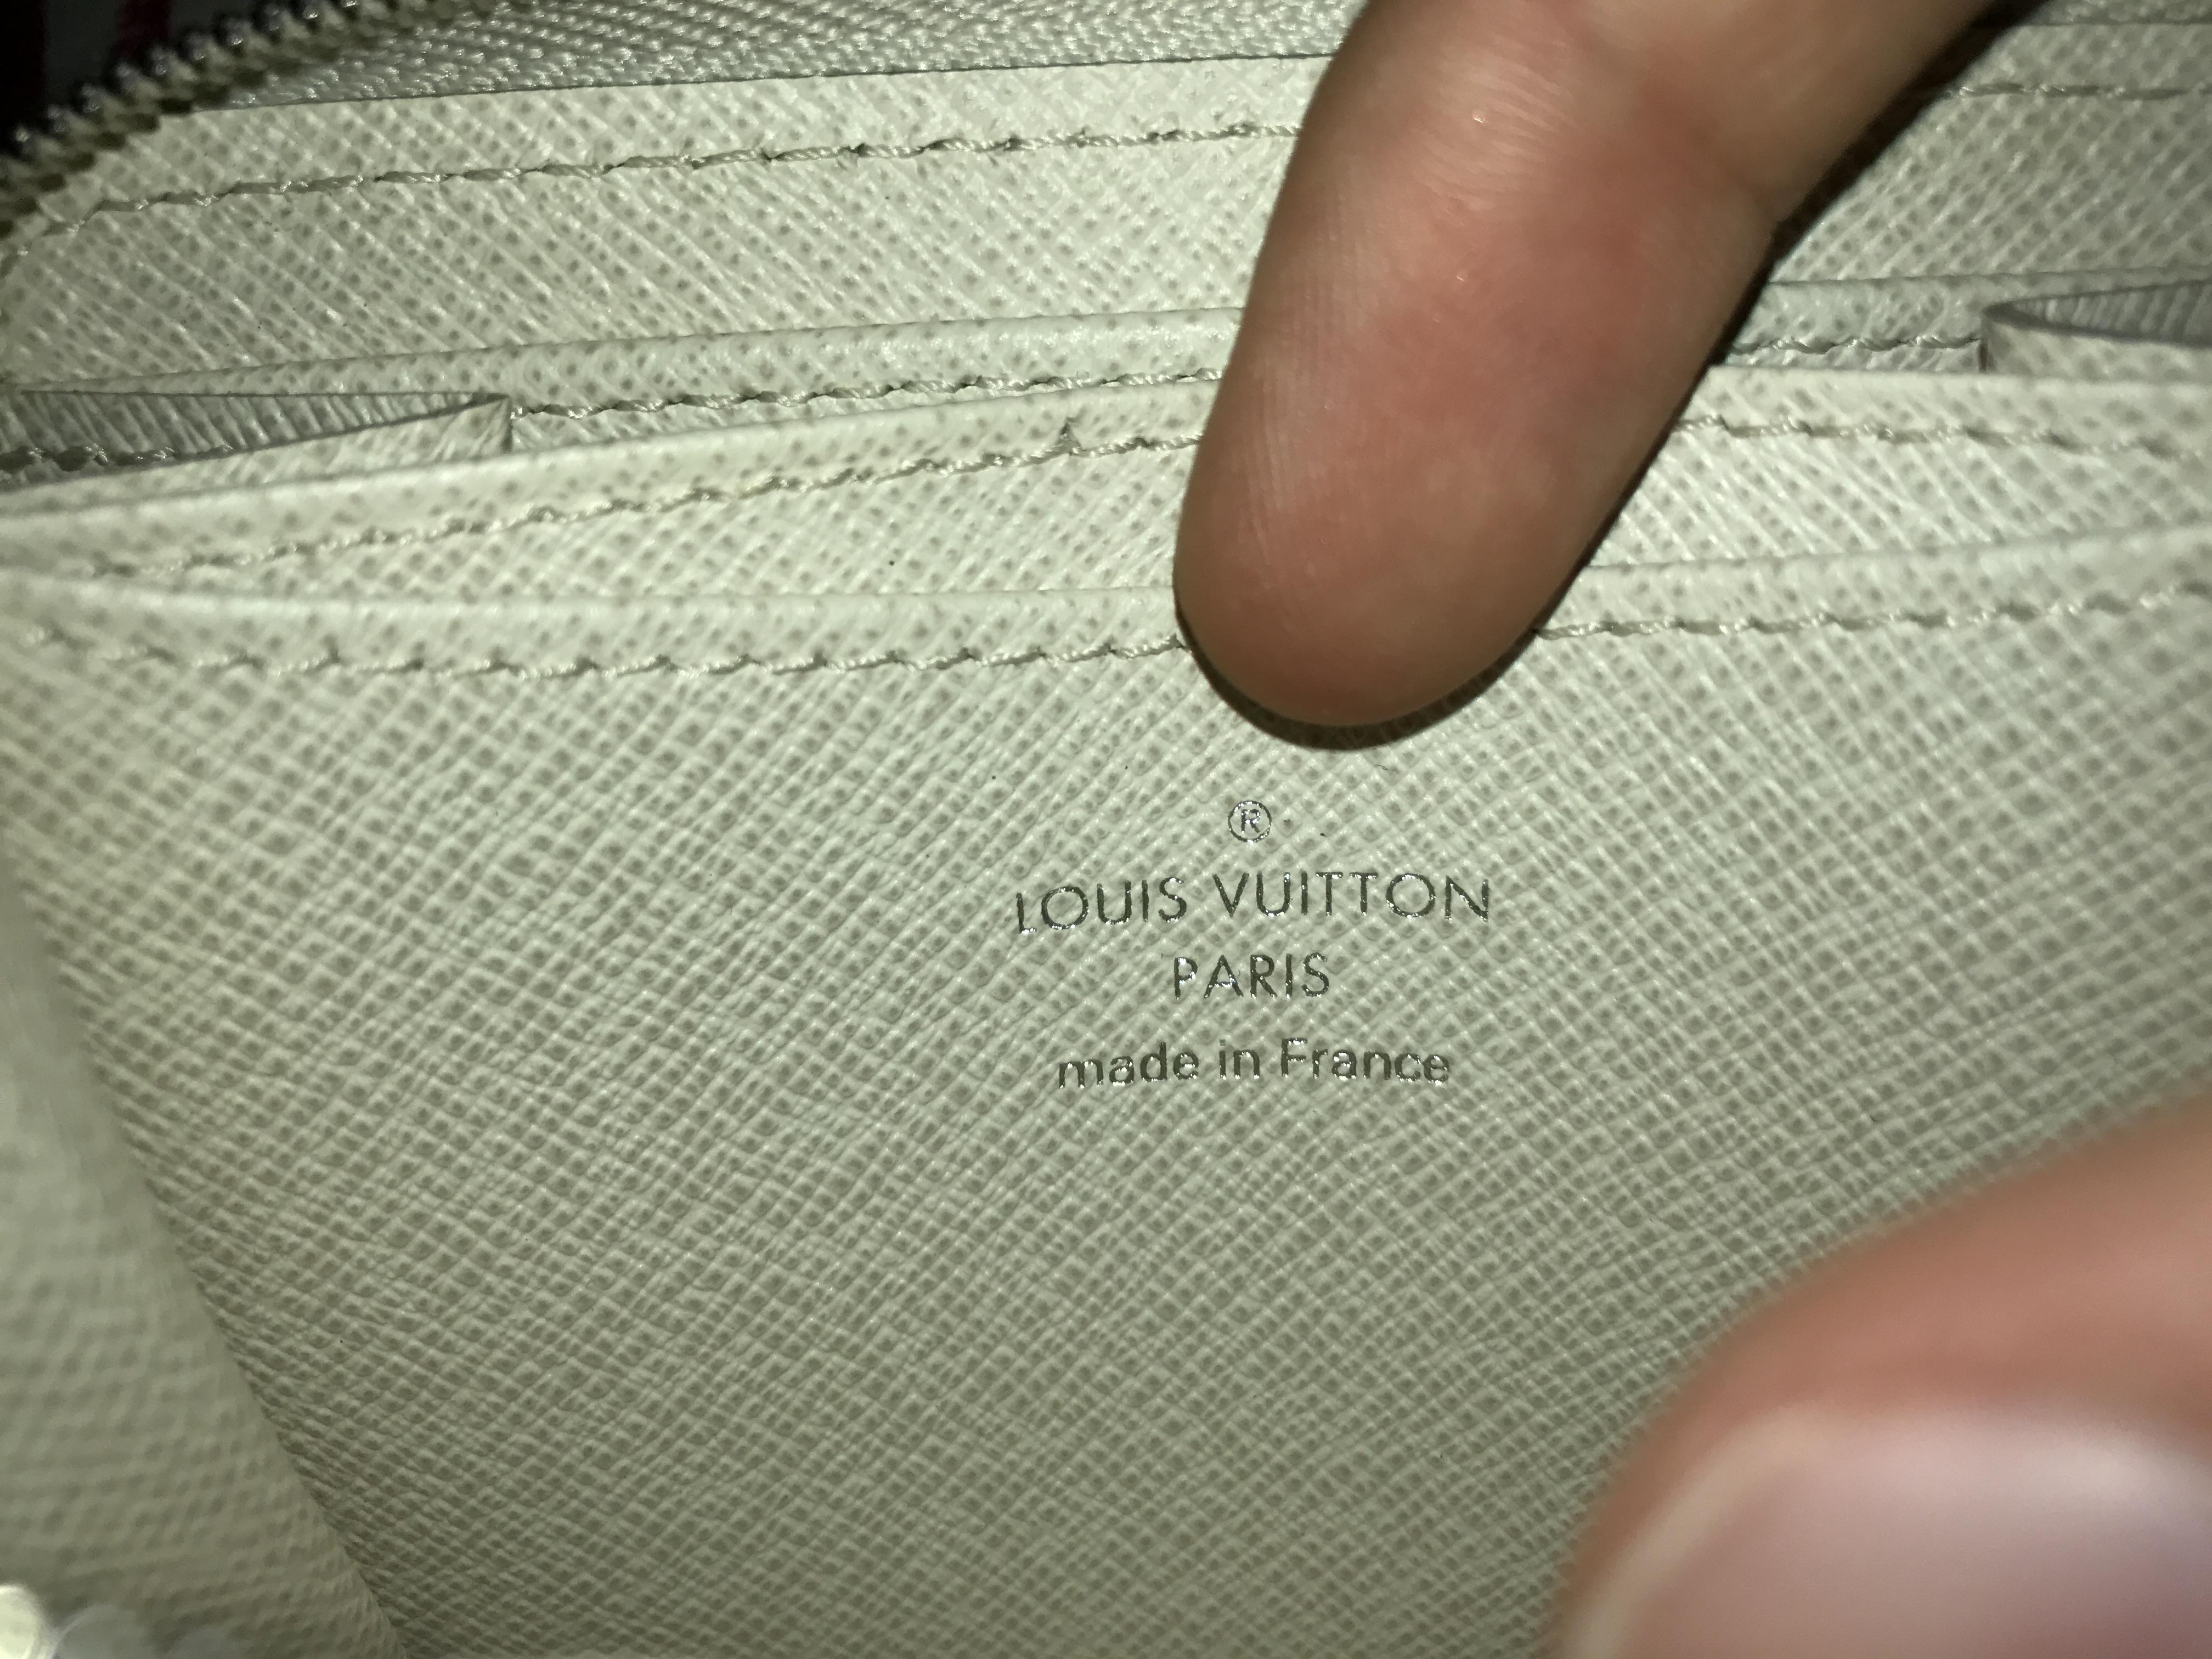 ®
LOUIS VUITTON
PARIS
made in France